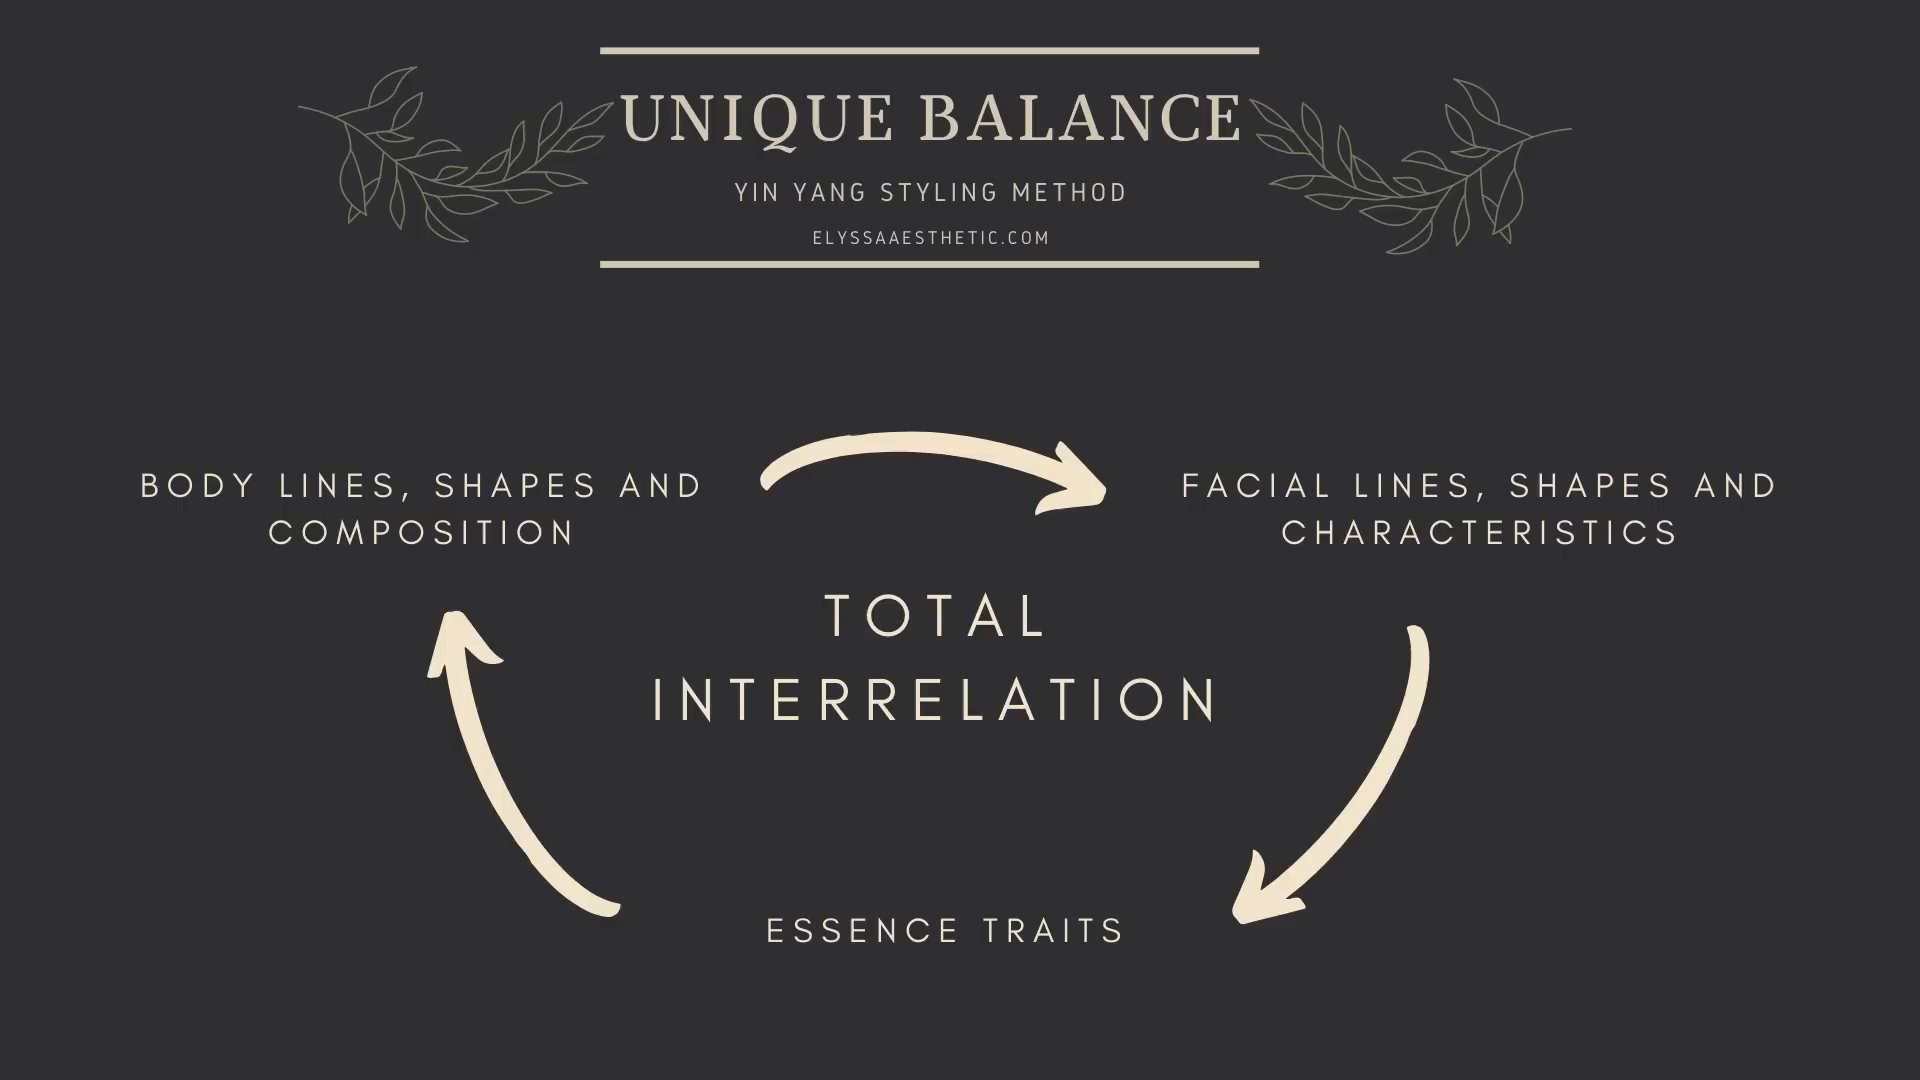 UNIQUE BALANCE
YIN YANG STYLING METHOD
ELYSSAAESTHETIC.COM
BODY LINES, SHAPES AND
COMPOSITION
FACIAL LINES, SHAPES AND
CHARACTERISTICS
TOTAL
INTERRELATION
ESSENCE TRAITS